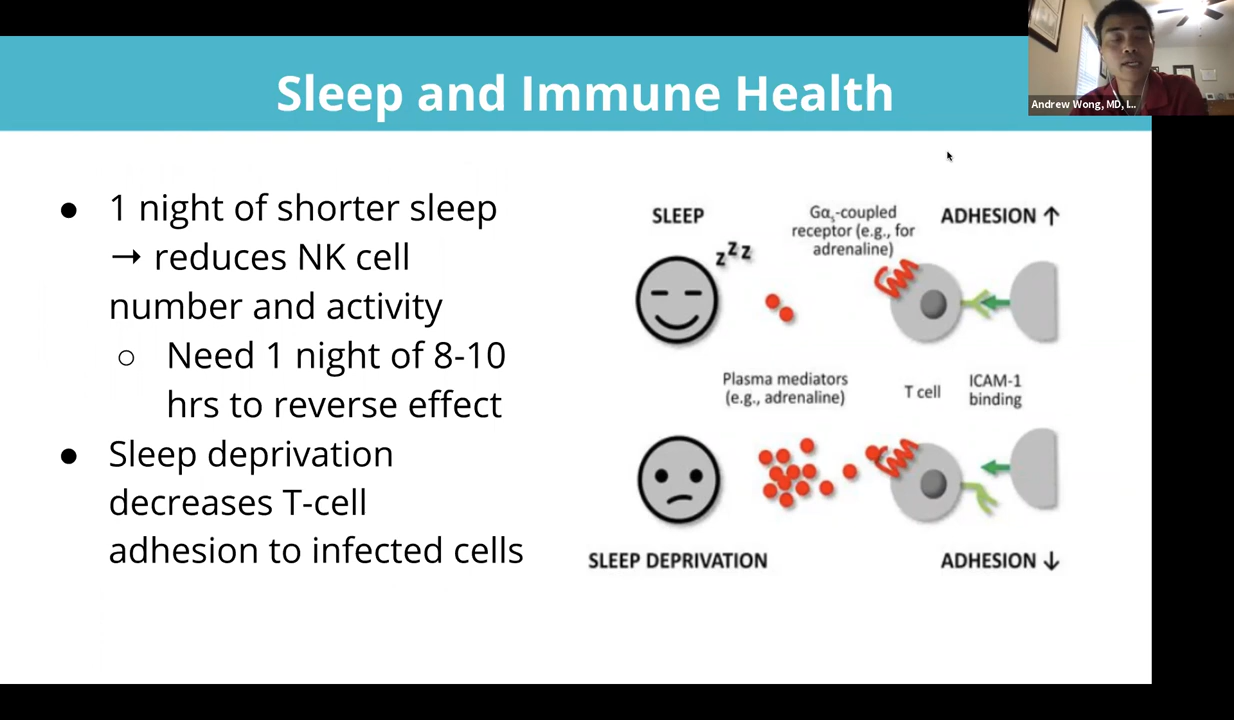 Sleep and Immune Health
Andrew Wong, MD, L..
● 1 night of shorter sleep
→ reduces NK cell
number and activity
○ Need 1 night of 8-10
hrs to reverse effect
● Sleep deprivation
decreases T-cell
adhesion to infected cells
SLEEP
zzz
Gαs-coupled
receptor (e.g., for
adrenaline)
ADHESION ↑
Plasma mediators
(e.g., adrenaline)
T cell
ICAM-1
binding
SLEEP DEPRIVATION
ADHESION ↓